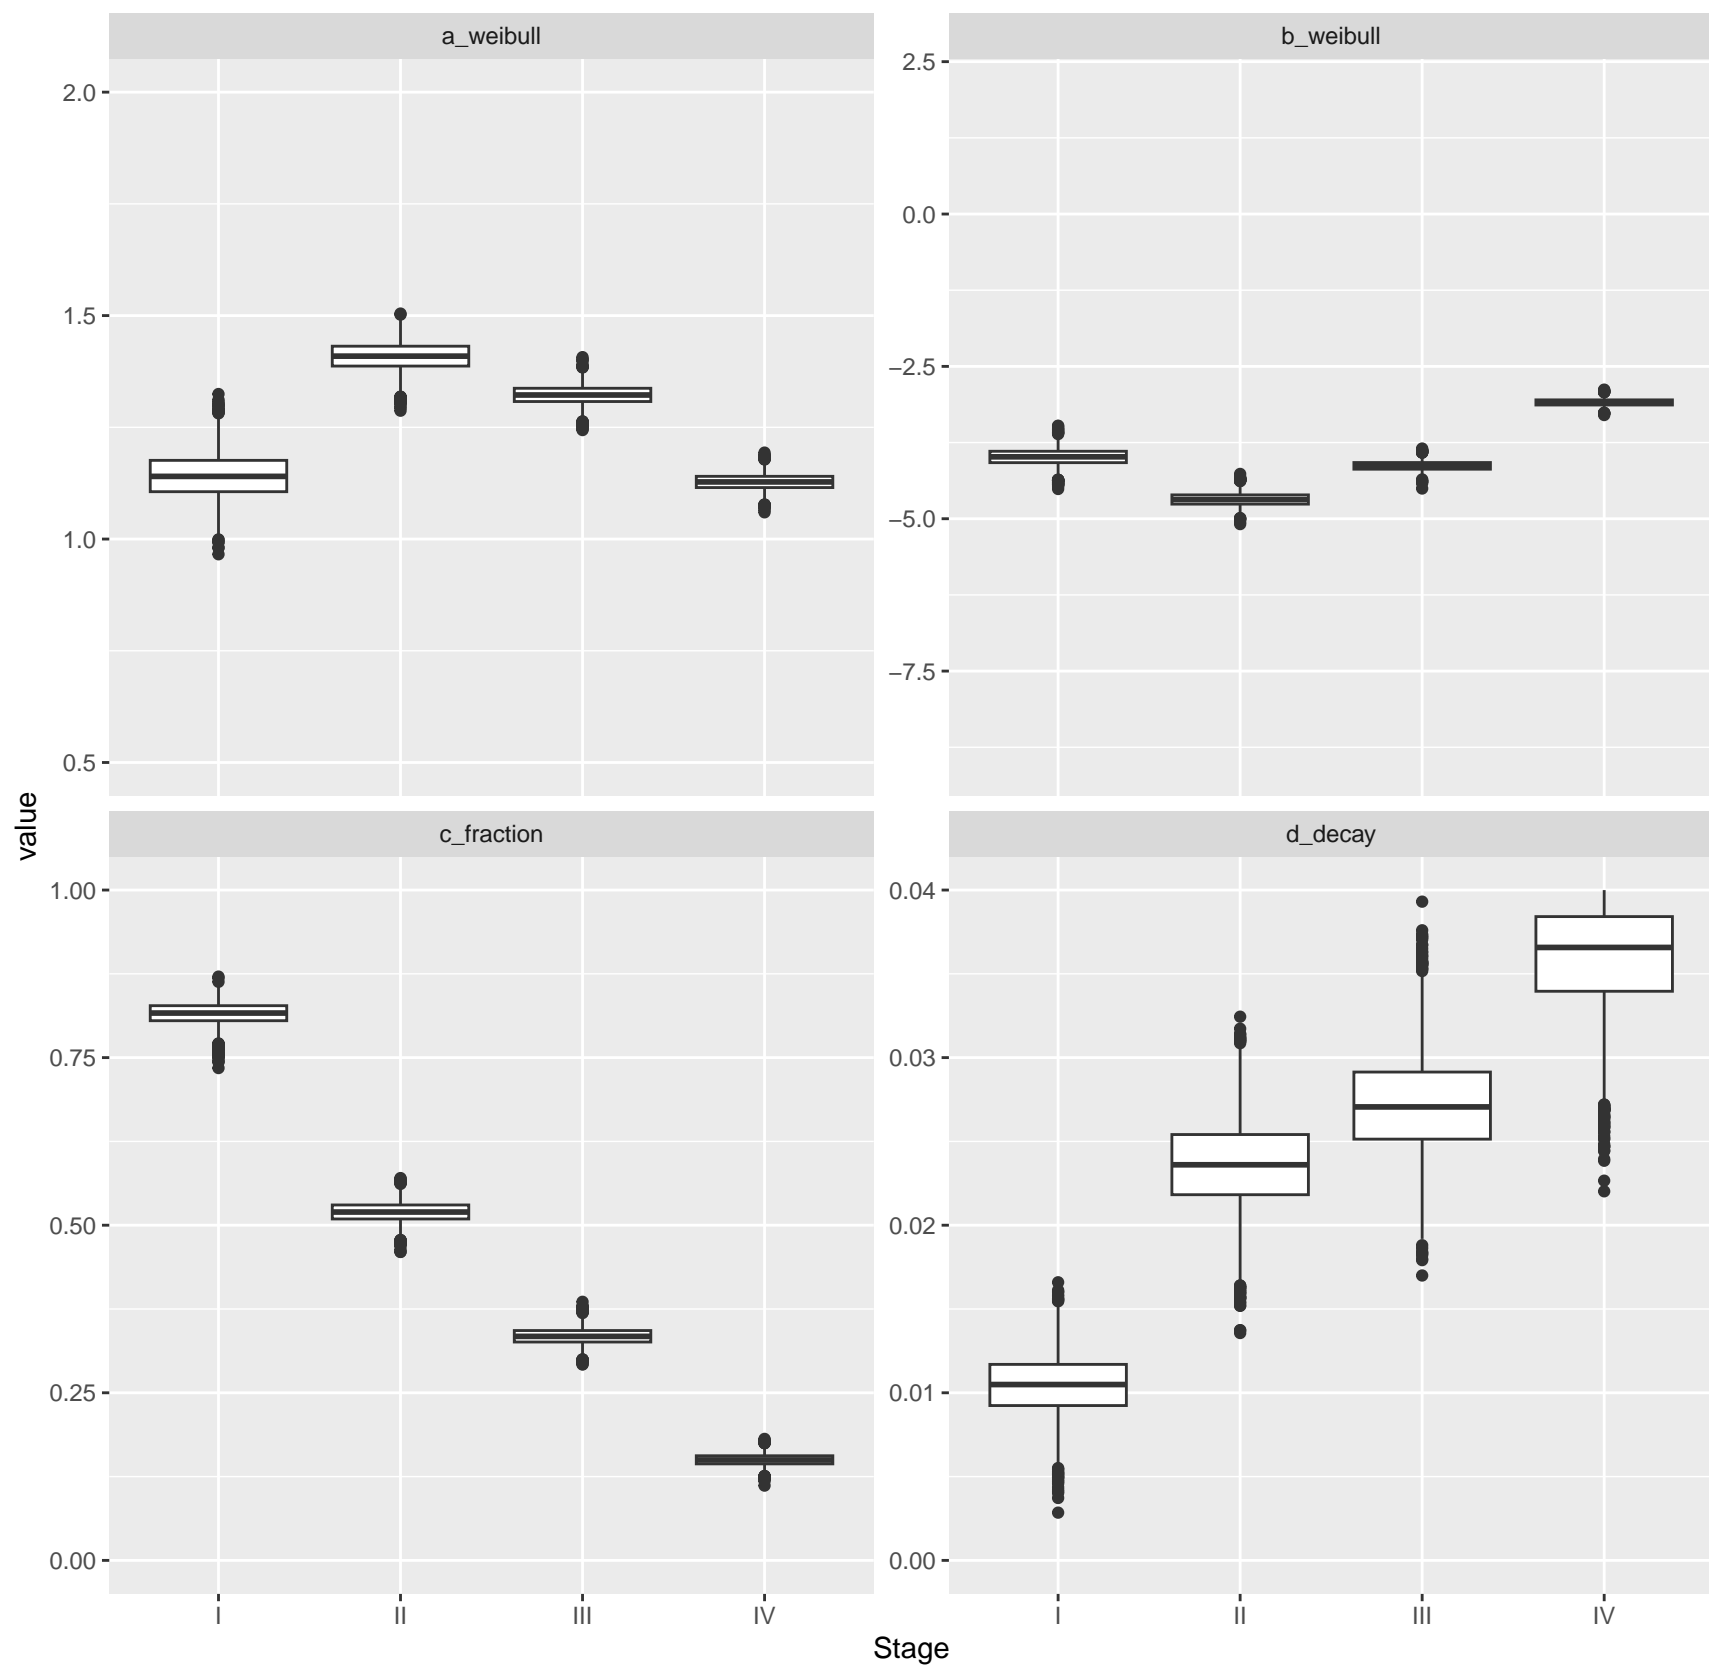 a_weibull
b_weibull
2.0
1.5
1.0
0.5
2.5
0.0
−2.5
−5.0
−7.5
value
c_fraction
d_decay
1.00
0.75
0.50
0.25
0.00
0.04
0.03
0.02
0.01
0.00
I II III IV
I II III IV
Stage